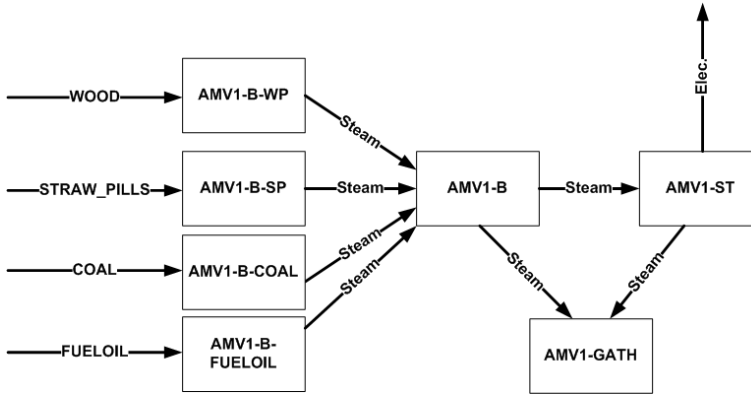 Elec.
WOOD
AMV1-B-WP
Steam
STRAW_PILLS
AMV1-B-SP
Steam
AMV1-B
Steam
AMV1-ST
COAL
AMV1-B-COAL
Steam
Steam
Steam
Steam
FUELOIL
AMV1-B-
FUELOIL
AMV1-GATH